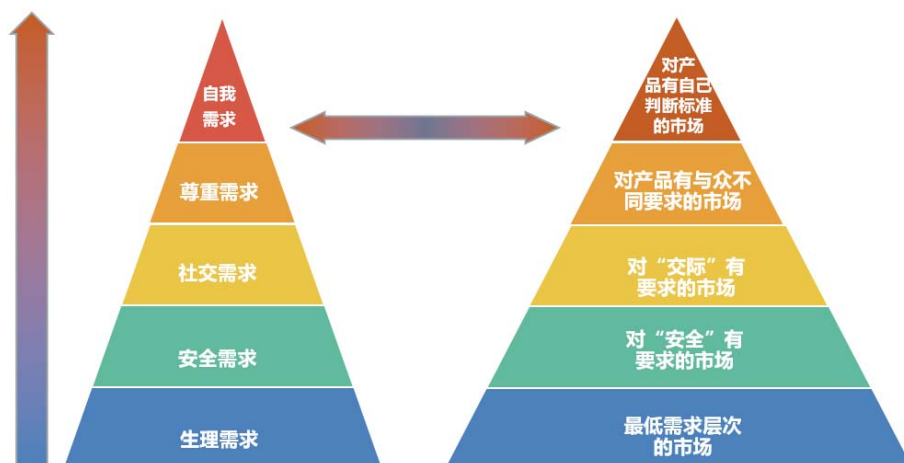 自我
需求
尊重需求
社交需求
安全需求
生理需求
对产
品有自己
判断标准
的市场
对产品有与众不
同要求的市场
对“交际”有
要求的市场
对“安全”有
要求的市场
最低需求层次
的市场